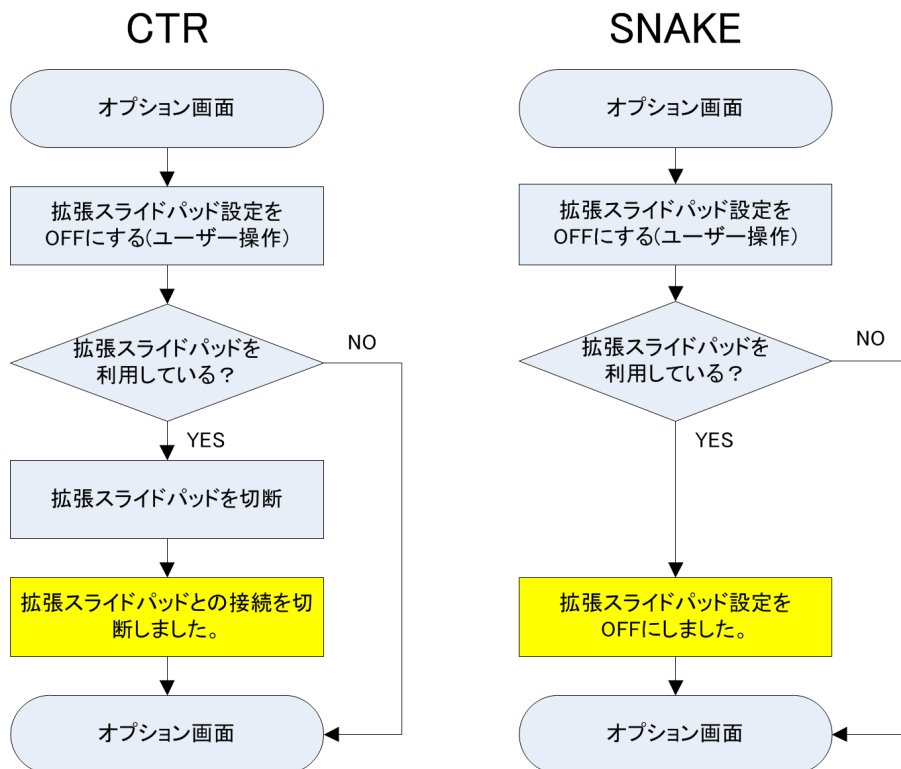 CTR
オプション画面
拡張スライドパッド設定を
OFFにする(ユーザー操作)
拡張スライドパッドを
利用している？
NO
YES
拡張スライドパッドを切断
拡張スライドパッドとの接続を切
断しました。
オプション画面
SNAKE
オプション画面
拡張スライドパッド設定を
OFFにする(ユーザー操作)
拡張スライドパッドを
利用している？
NO
YES
拡張スライドパッド設定を
OFFにしました。
オプション画面